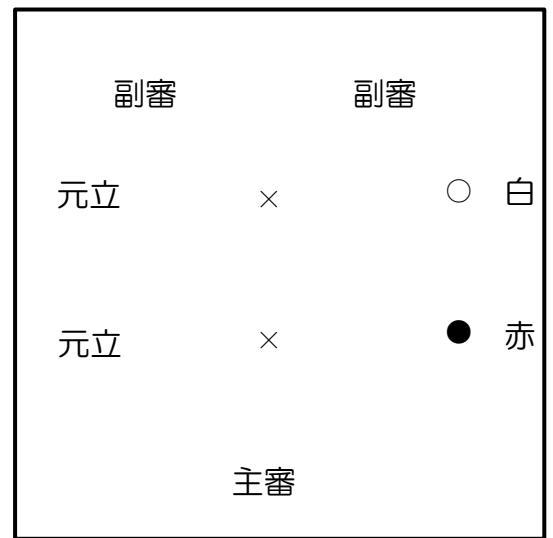 副審 副審
元立 × ○ 白
元立 × ● 赤
主審